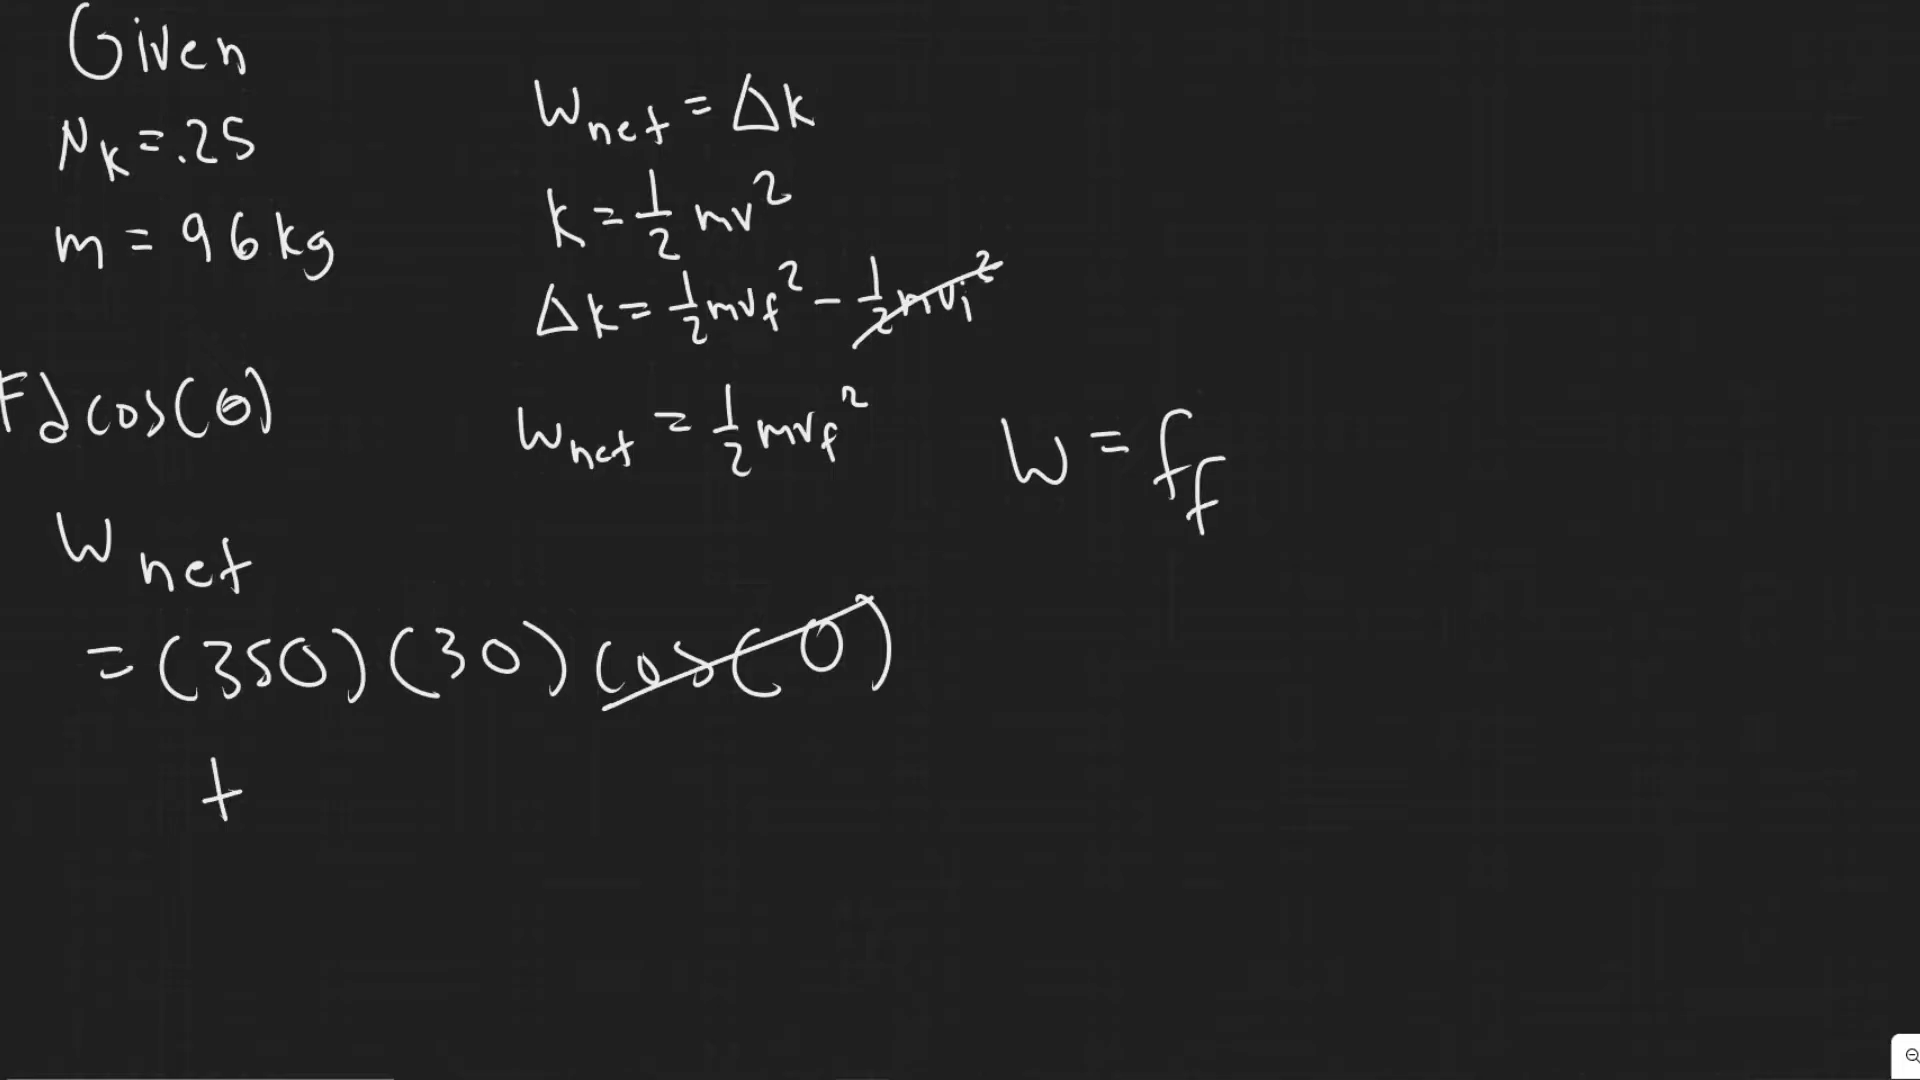 Given
μk = .25
m = 96 kg
Fd cos(θ)
Wnet
= (350) (30) cos(0)
+
Wnet = Δk
k = 1/2 mv²
Δk = 1/2 mvf² - 1/2 mvi²
Wnet = 1/2 mvf²
W = ff